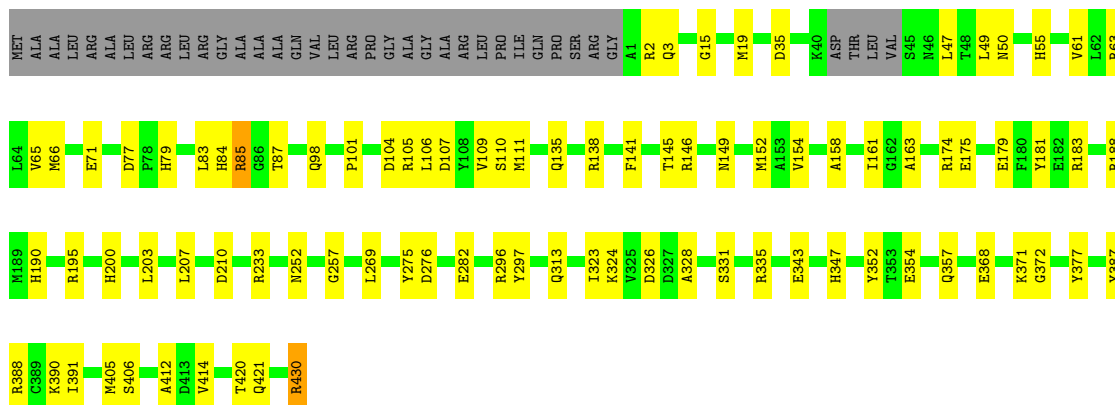 MET ALA ALA LEU ARG ALA LEU LEU ARG ARG LEU ARG GLY ALA ALA ALA GLN VAL LEU ARG PRO GLY ALA GLY ALA ARG LEU PRO ILE GLN PRO SER ARG GLY A1 R2 Q3 G15 M19 D35 K40 ASP THR LEU VAL S45 N46 L47 T48 L49 N50 H55 V61 L62
L64 V65 M66 E71 D77 P78 H79 L83 H84 R85 G86 T87 Q98 P101 D104 R105 L106 D107 Y108 V109 S110 M111 Q135 R138 F141 T145 R146 N149 M152 A153 V154 A158 I161 G162 A163 R174 E175 E179 F180 Y181 E182 R183
M189 H190 R195 H200 L203 L207 D210 R233 N252 G257 L269 Y275 D276 E282 R296 Y297 Q313 I323 K324 V325 D326 D327 A328 S331 R335 E343 H347 Y352 T353 E354 Q357 E368 K371 G372 Y377
R388 C389 K390 I391 M405 S406 A412 D413 V414 T420 Q421 R430